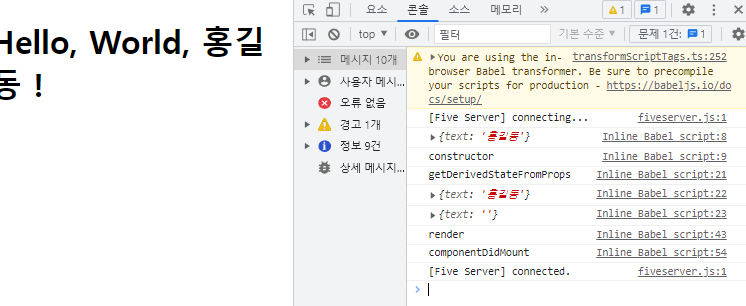 Hello, World, 홍길
동 !
요소 콘솔 소스 메모리 » 1 1
top ▼ 필터 기본 수준 ▼ 문제 1건: 1
메시지 10개
사용자 메시...
오류 없음
경고 1개
정보 9건
상세 메시지...
You are using the in- transformScriptTags.ts:252
browser Babel transformer. Be sure to precompile
your scripts for production - https://babeljs.io/do
cs/setup/
[Five Server] connecting... fiveserver.js:1
▶{text: '홍길동'} Inline Babel script:8
constructor Inline Babel script:9
getDerivedStateFromProps Inline Babel script:21
▶{text: '홍길동'} Inline Babel script:22
▶{text: ''} Inline Babel script:23
render Inline Babel script:43
componentDidMount Inline Babel script:54
[Five Server] connected. fiveserver.js:1
>